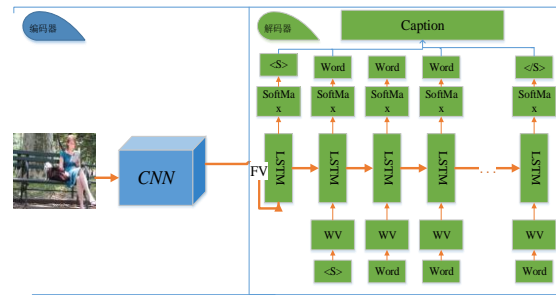 编码器
解码器
Caption
<S>
Word
Word
Word
</S>
SoftMa
x
SoftMa
x
SoftMa
x
SoftMa
x
SoftMa
x
CNN
FV
LSTM
LSTM
LSTM
LSTM
...
LSTM
WV
WV
WV
WV
<S>
Word
Word
Word